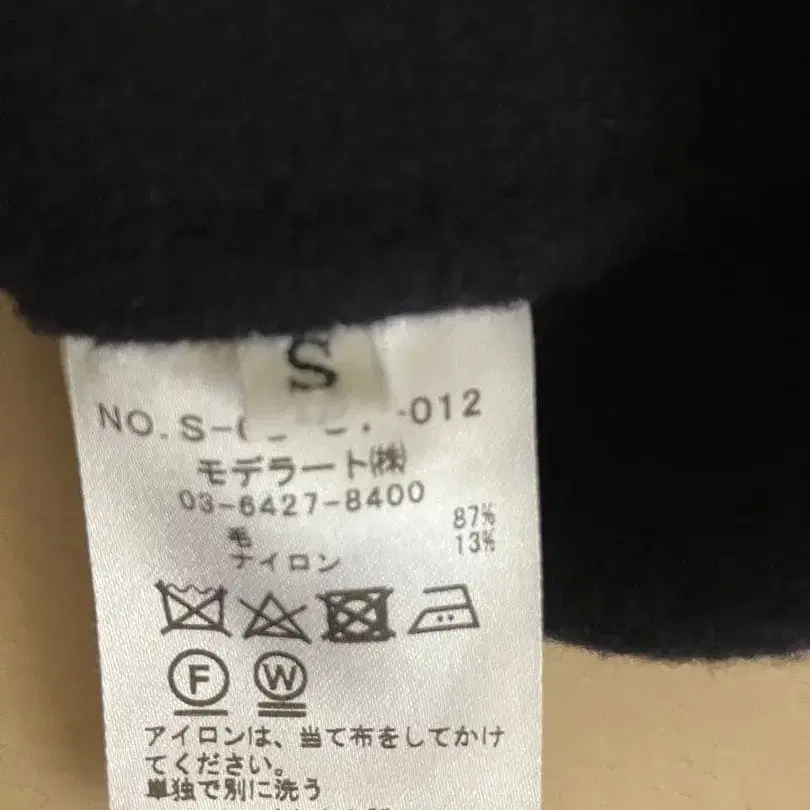 S
NO.S- -012
モデラート㈱
03-6427-8400
毛 87%
ナイロン 13%
F W
アイロンは、当て布をしてかけ
てください。
単独で別に洗う